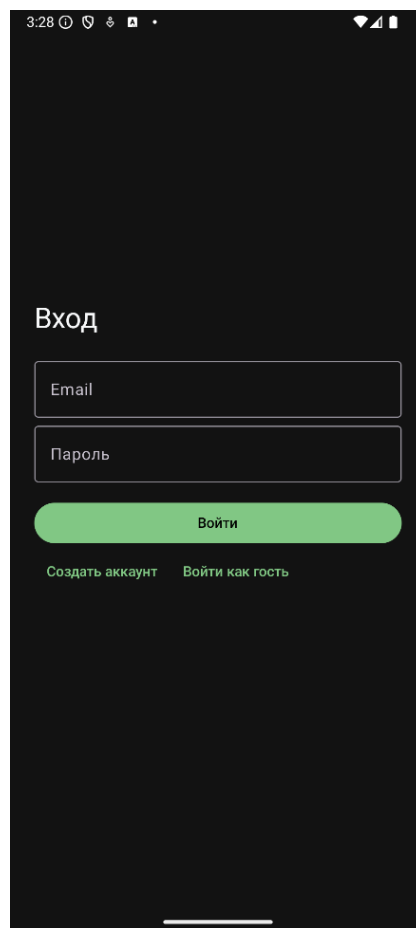 3:28
Вход
Email
Пароль
Войти
Создать аккаунт Войти как гость